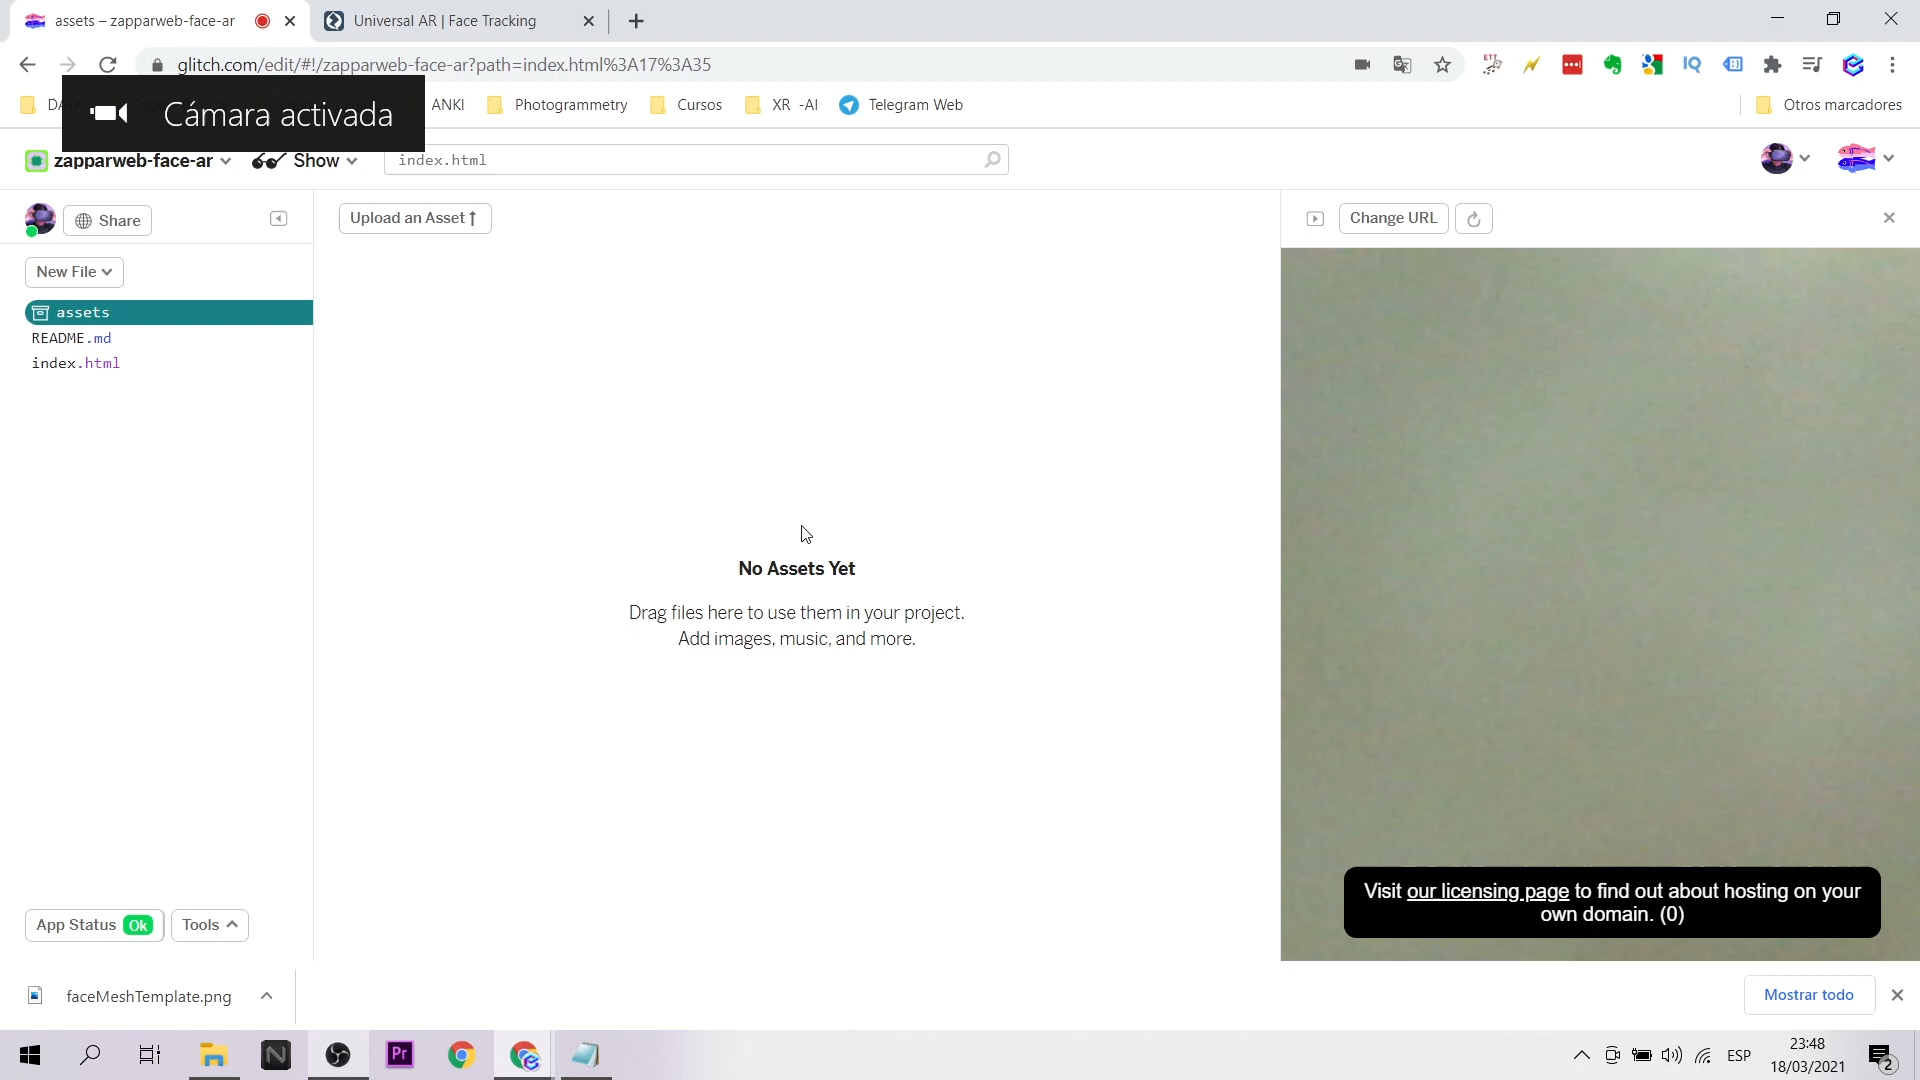 assets – zapparweb-face-ar
Universal AR | Face Tracking
glitch.com/edit/#!/zapparweb-face-ar?path=index.html%3A17%3A35
ANKI
Photogrammetry
Cursos
XR -AI
Telegram Web
Otros marcadores
Cámara activada
zapparweb-face-ar
Show
index.html
Share
Upload an Asset
Change URL
New File
assets
README.md
index.html
No Assets Yet
Drag files here to use them in your project.
Add images, music, and more.
Visit our licensing page to find out about hosting on your
own domain. (0)
App Status Ok
Tools
faceMeshTemplate.png
Mostrar todo
Pr
ESP
23:48
18/03/2021
2